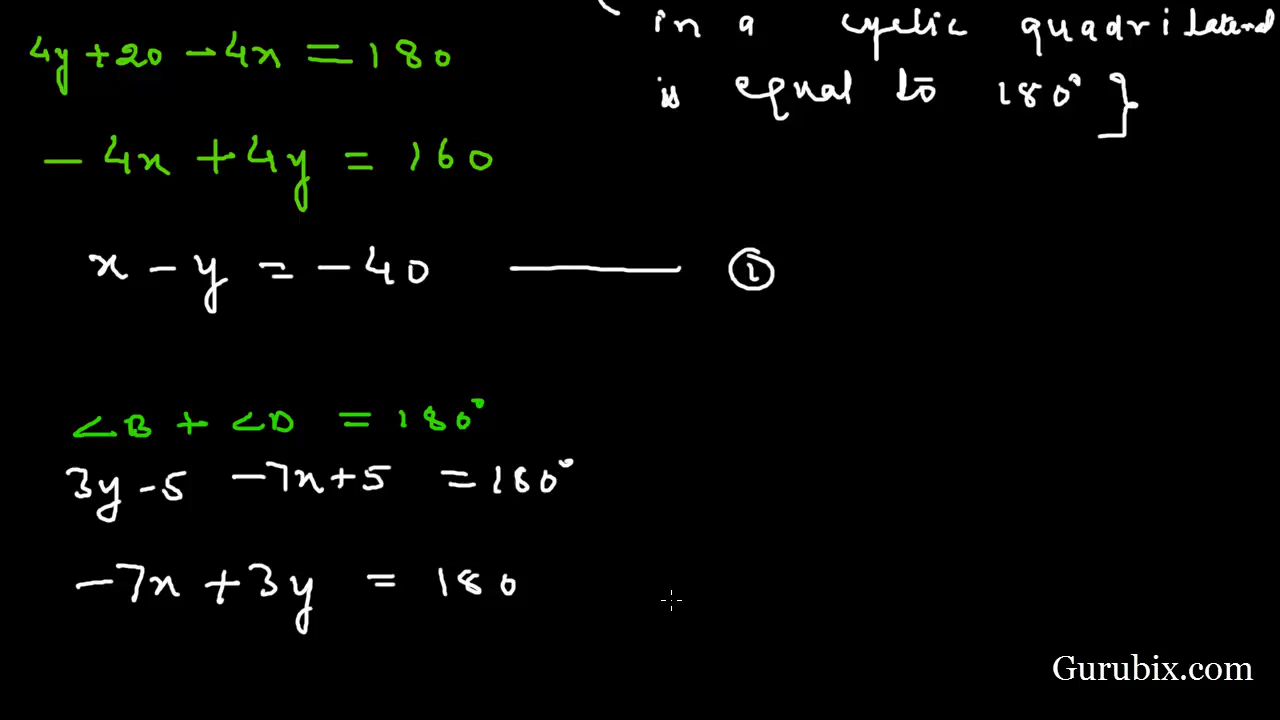 4y + 20 - 4x = 180
in a cyclic quadrilateral
is equal to 180° }
- 4x + 4y = 160
x - y = - 40 ——— ①
∠B + ∠D = 180°
3y - 5 - 7x + 5 = 180°
- 7x + 3y = 180
Gurubix.com